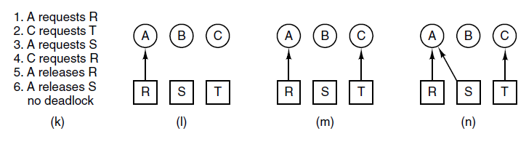 1. A requests R
2. C requests T
3. A requests S
4. C requests R
5. A releases R
6. A releases S
no deadlock
(k)
A B C
R S T
(l)
A B C
R S T
(m)
A B C
R S T
(n)